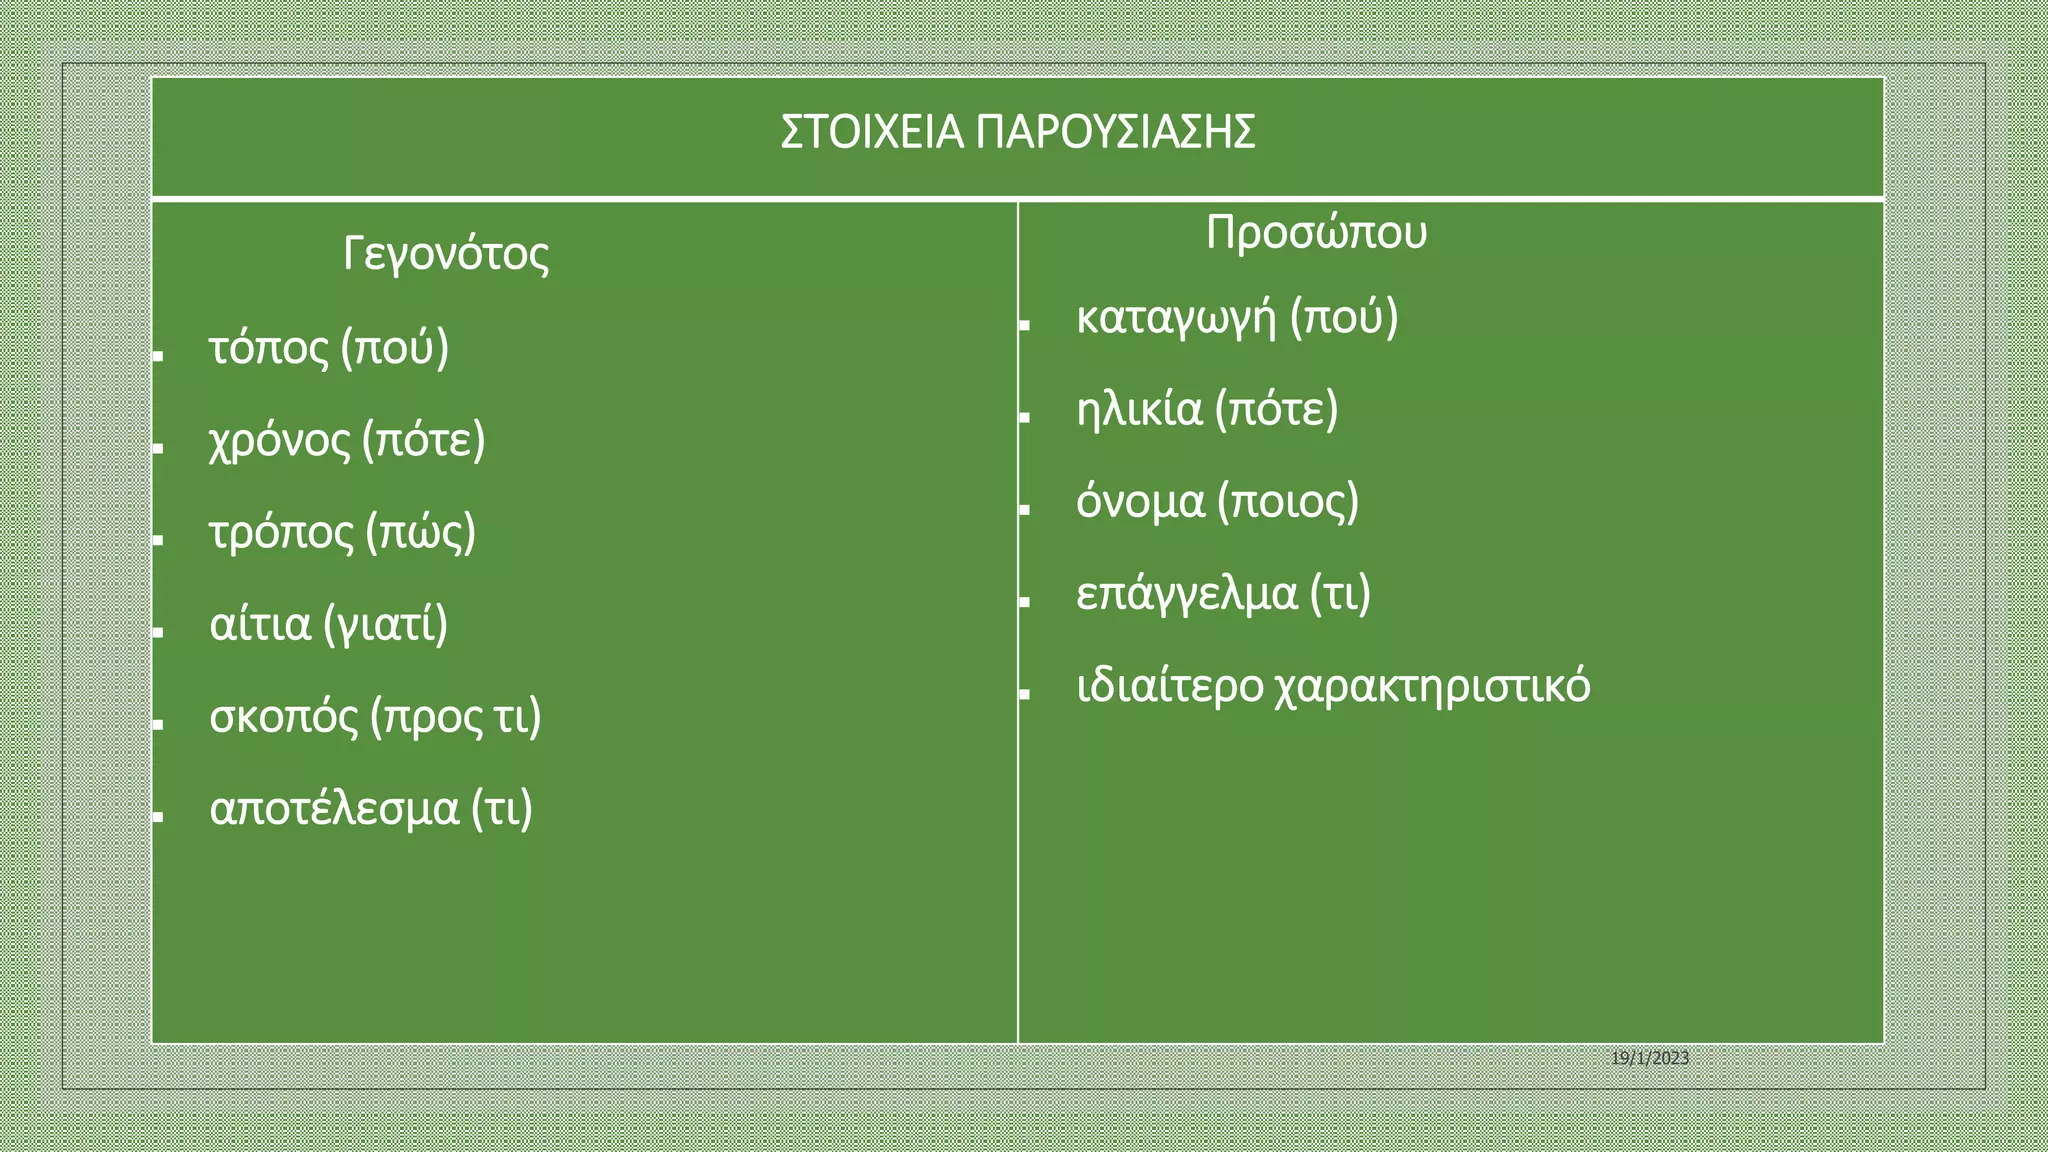 ΣΤΟΙΧΕΙΑ ΠΑΡΟΥΣΙΑΣΗΣ
Γεγονότος
τόπος (πού)
χρόνος (πότε)
τρόπος (πώς)
αίτια (γιατί)
σκοπός (προς τι)
αποτέλεσμα (τι)
Προσώπου
καταγωγή (πού)
ηλικία (πότε)
όνομα (ποιος)
επάγγελμα (τι)
ιδιαίτερο χαρακτηριστικό
19/1/2023